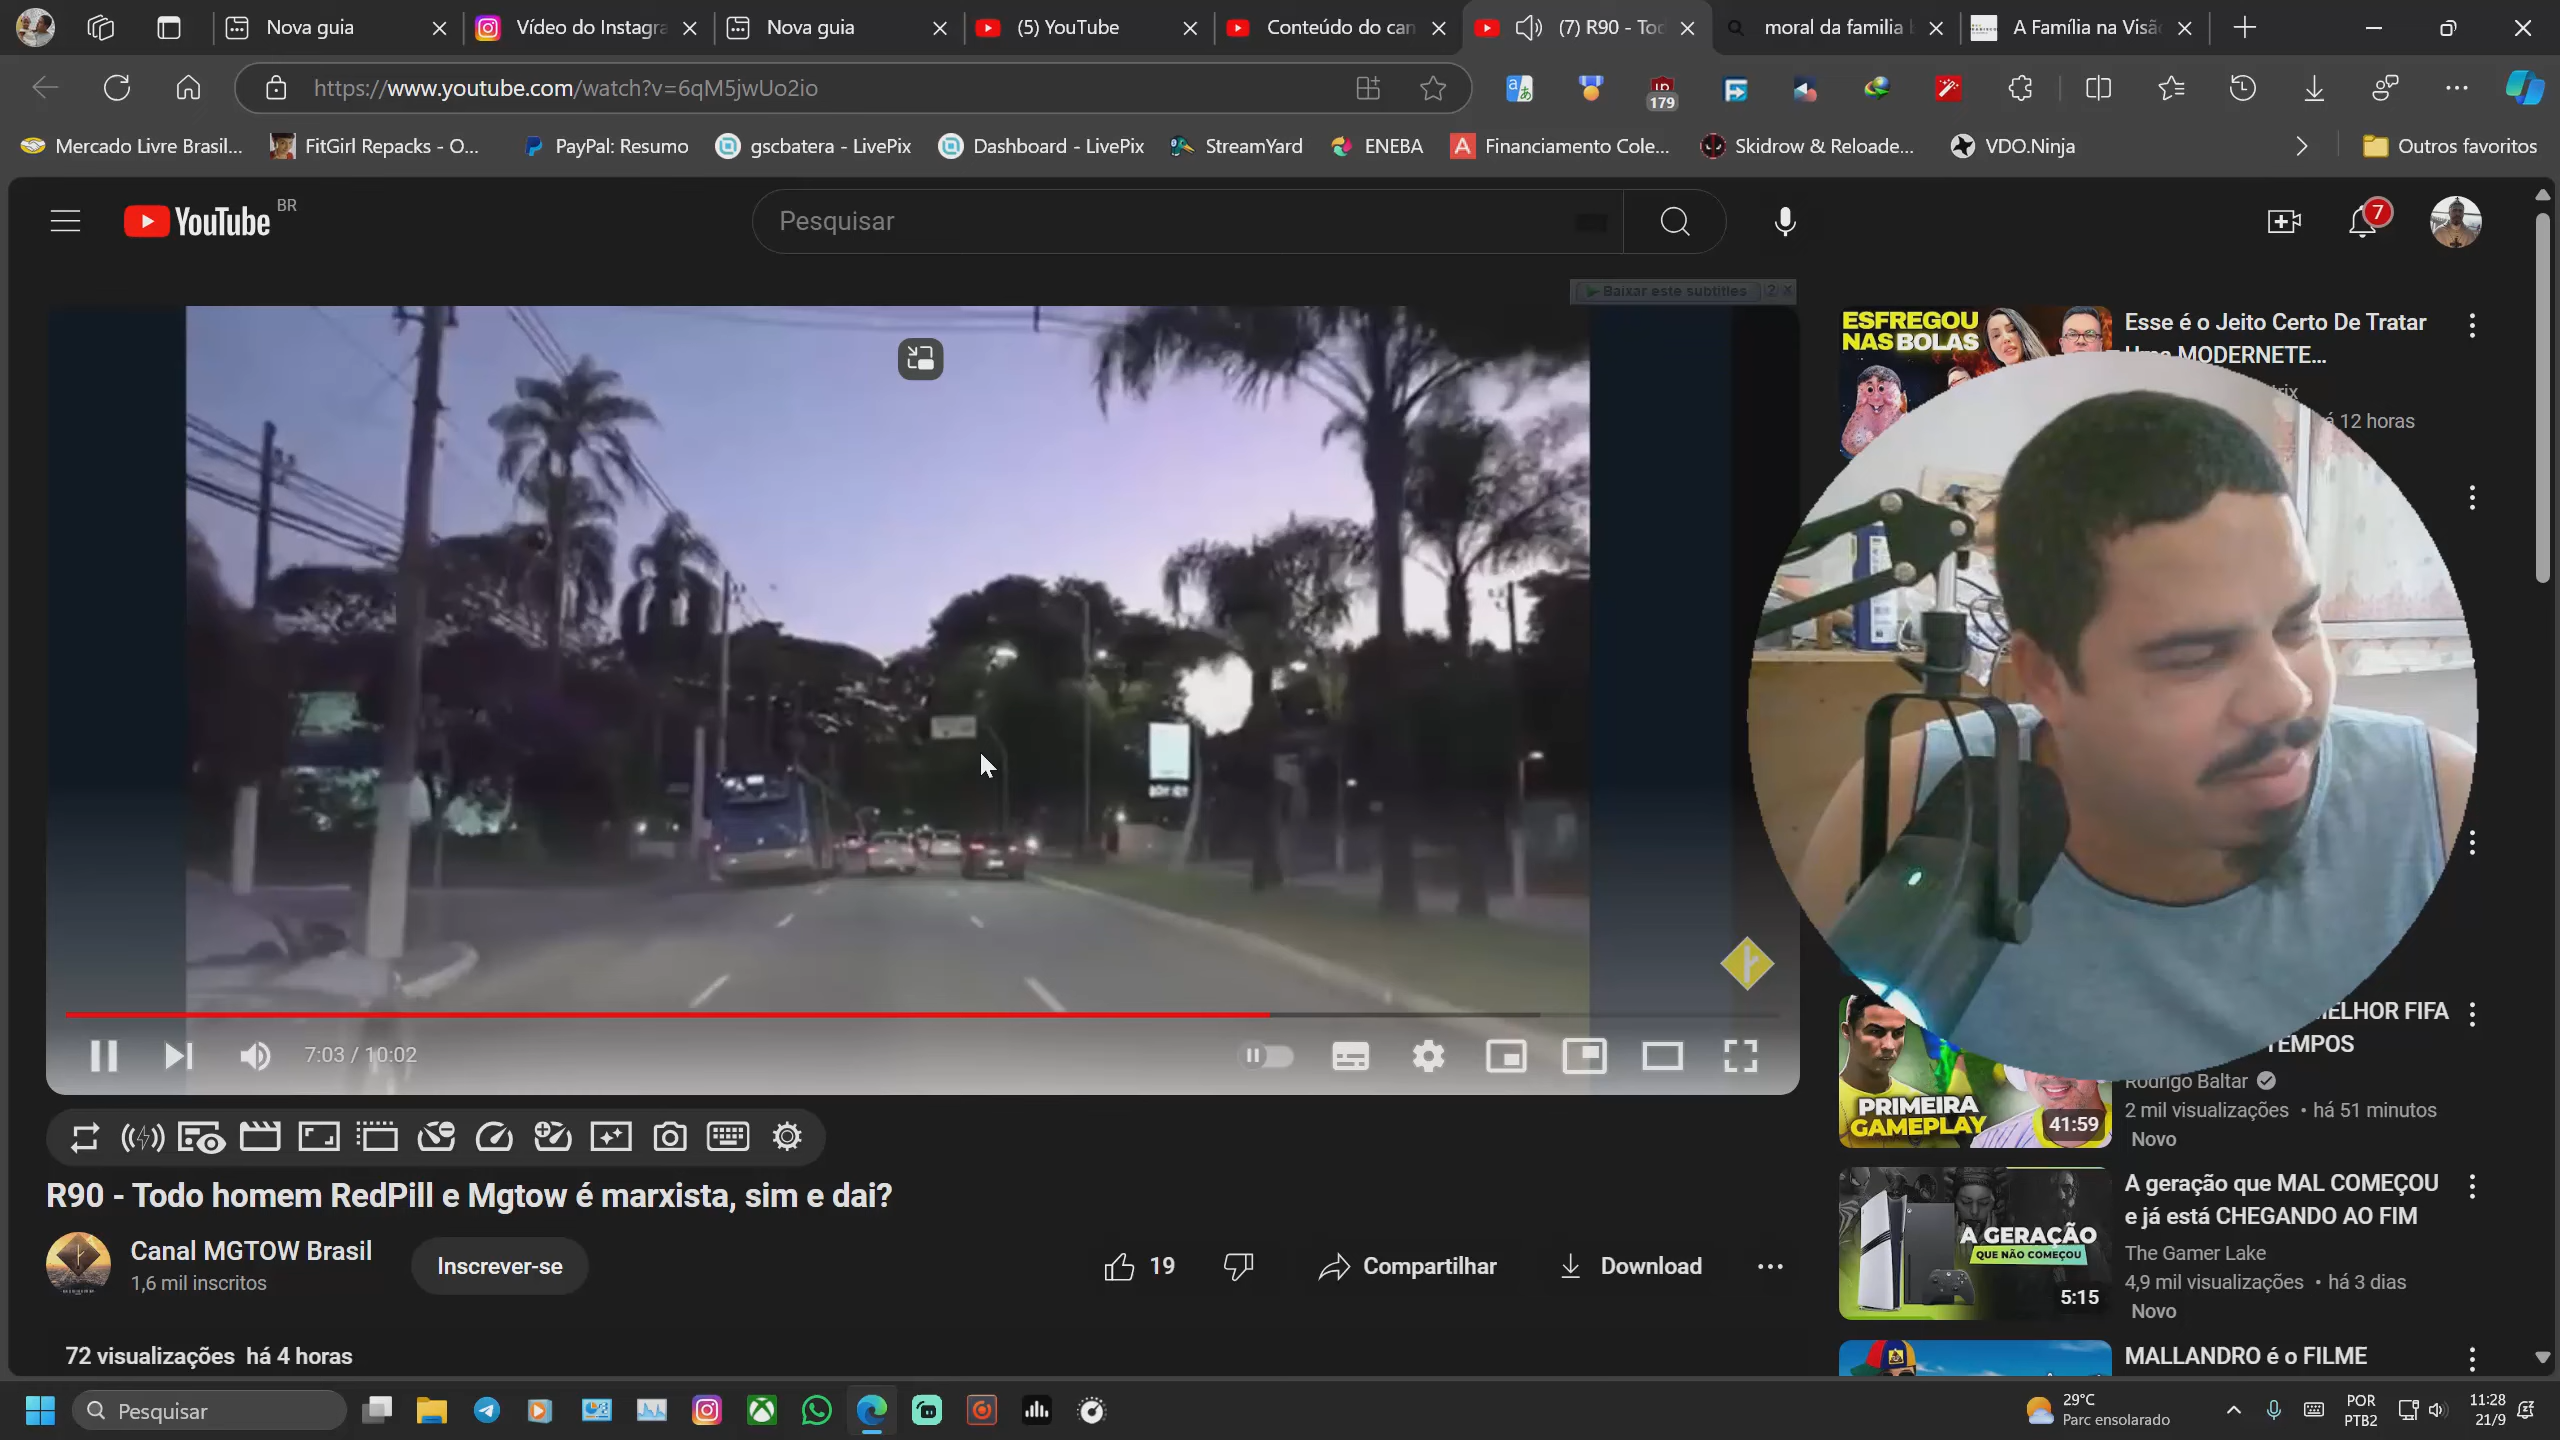 Nova guia
Vídeo do Instagra
Nova guia
(5) YouTube
Conteúdo do can
(7) R90 - Tod
moral da familia b
A Família na Visã
https://www.youtube.com/watch?v=6qM5jwUo2io
179
Mercado Livre Brasil...
FitGirl Repacks - O...
PayPal: Resumo
gscbatera - LivePix
Dashboard - LivePix
StreamYard
ENEBA
Financiamento Cole...
Skidrow & Reloade...
VDO.Ninja
Outros favoritos
YouTube BR
Pesquisar
7
Baixar este subtitles
ESFREGOU
NAS BOLAS
Esse é o Jeito Certo De Tratar
Uma MODERNETE...
rix
á 12 horas
7:03 / 10:02
ELHOR FIFA
TEMPOS
Rodrigo Baltar
2 mil visualizações • há 51 minutos
Novo
PRIMEIRA
GAMEPLAY
41:59
R90 - Todo homem RedPill e Mgtow é marxista, sim e dai?
Canal MGTOW Brasil
1,6 mil inscritos
Inscrever-se
19
Compartilhar
Download
72 visualizações há 4 horas
A GERAÇÃO
QUE NÃO COMEÇOU
5:15
A geração que MAL COMEÇOU
e já está CHEGANDO AO FIM
The Gamer Lake
4,9 mil visualizações • há 3 dias
Novo
MALLANDRO é o FILME
Pesquisar
29°C
Parc ensolarado
POR
PTB2
11:28
21/9